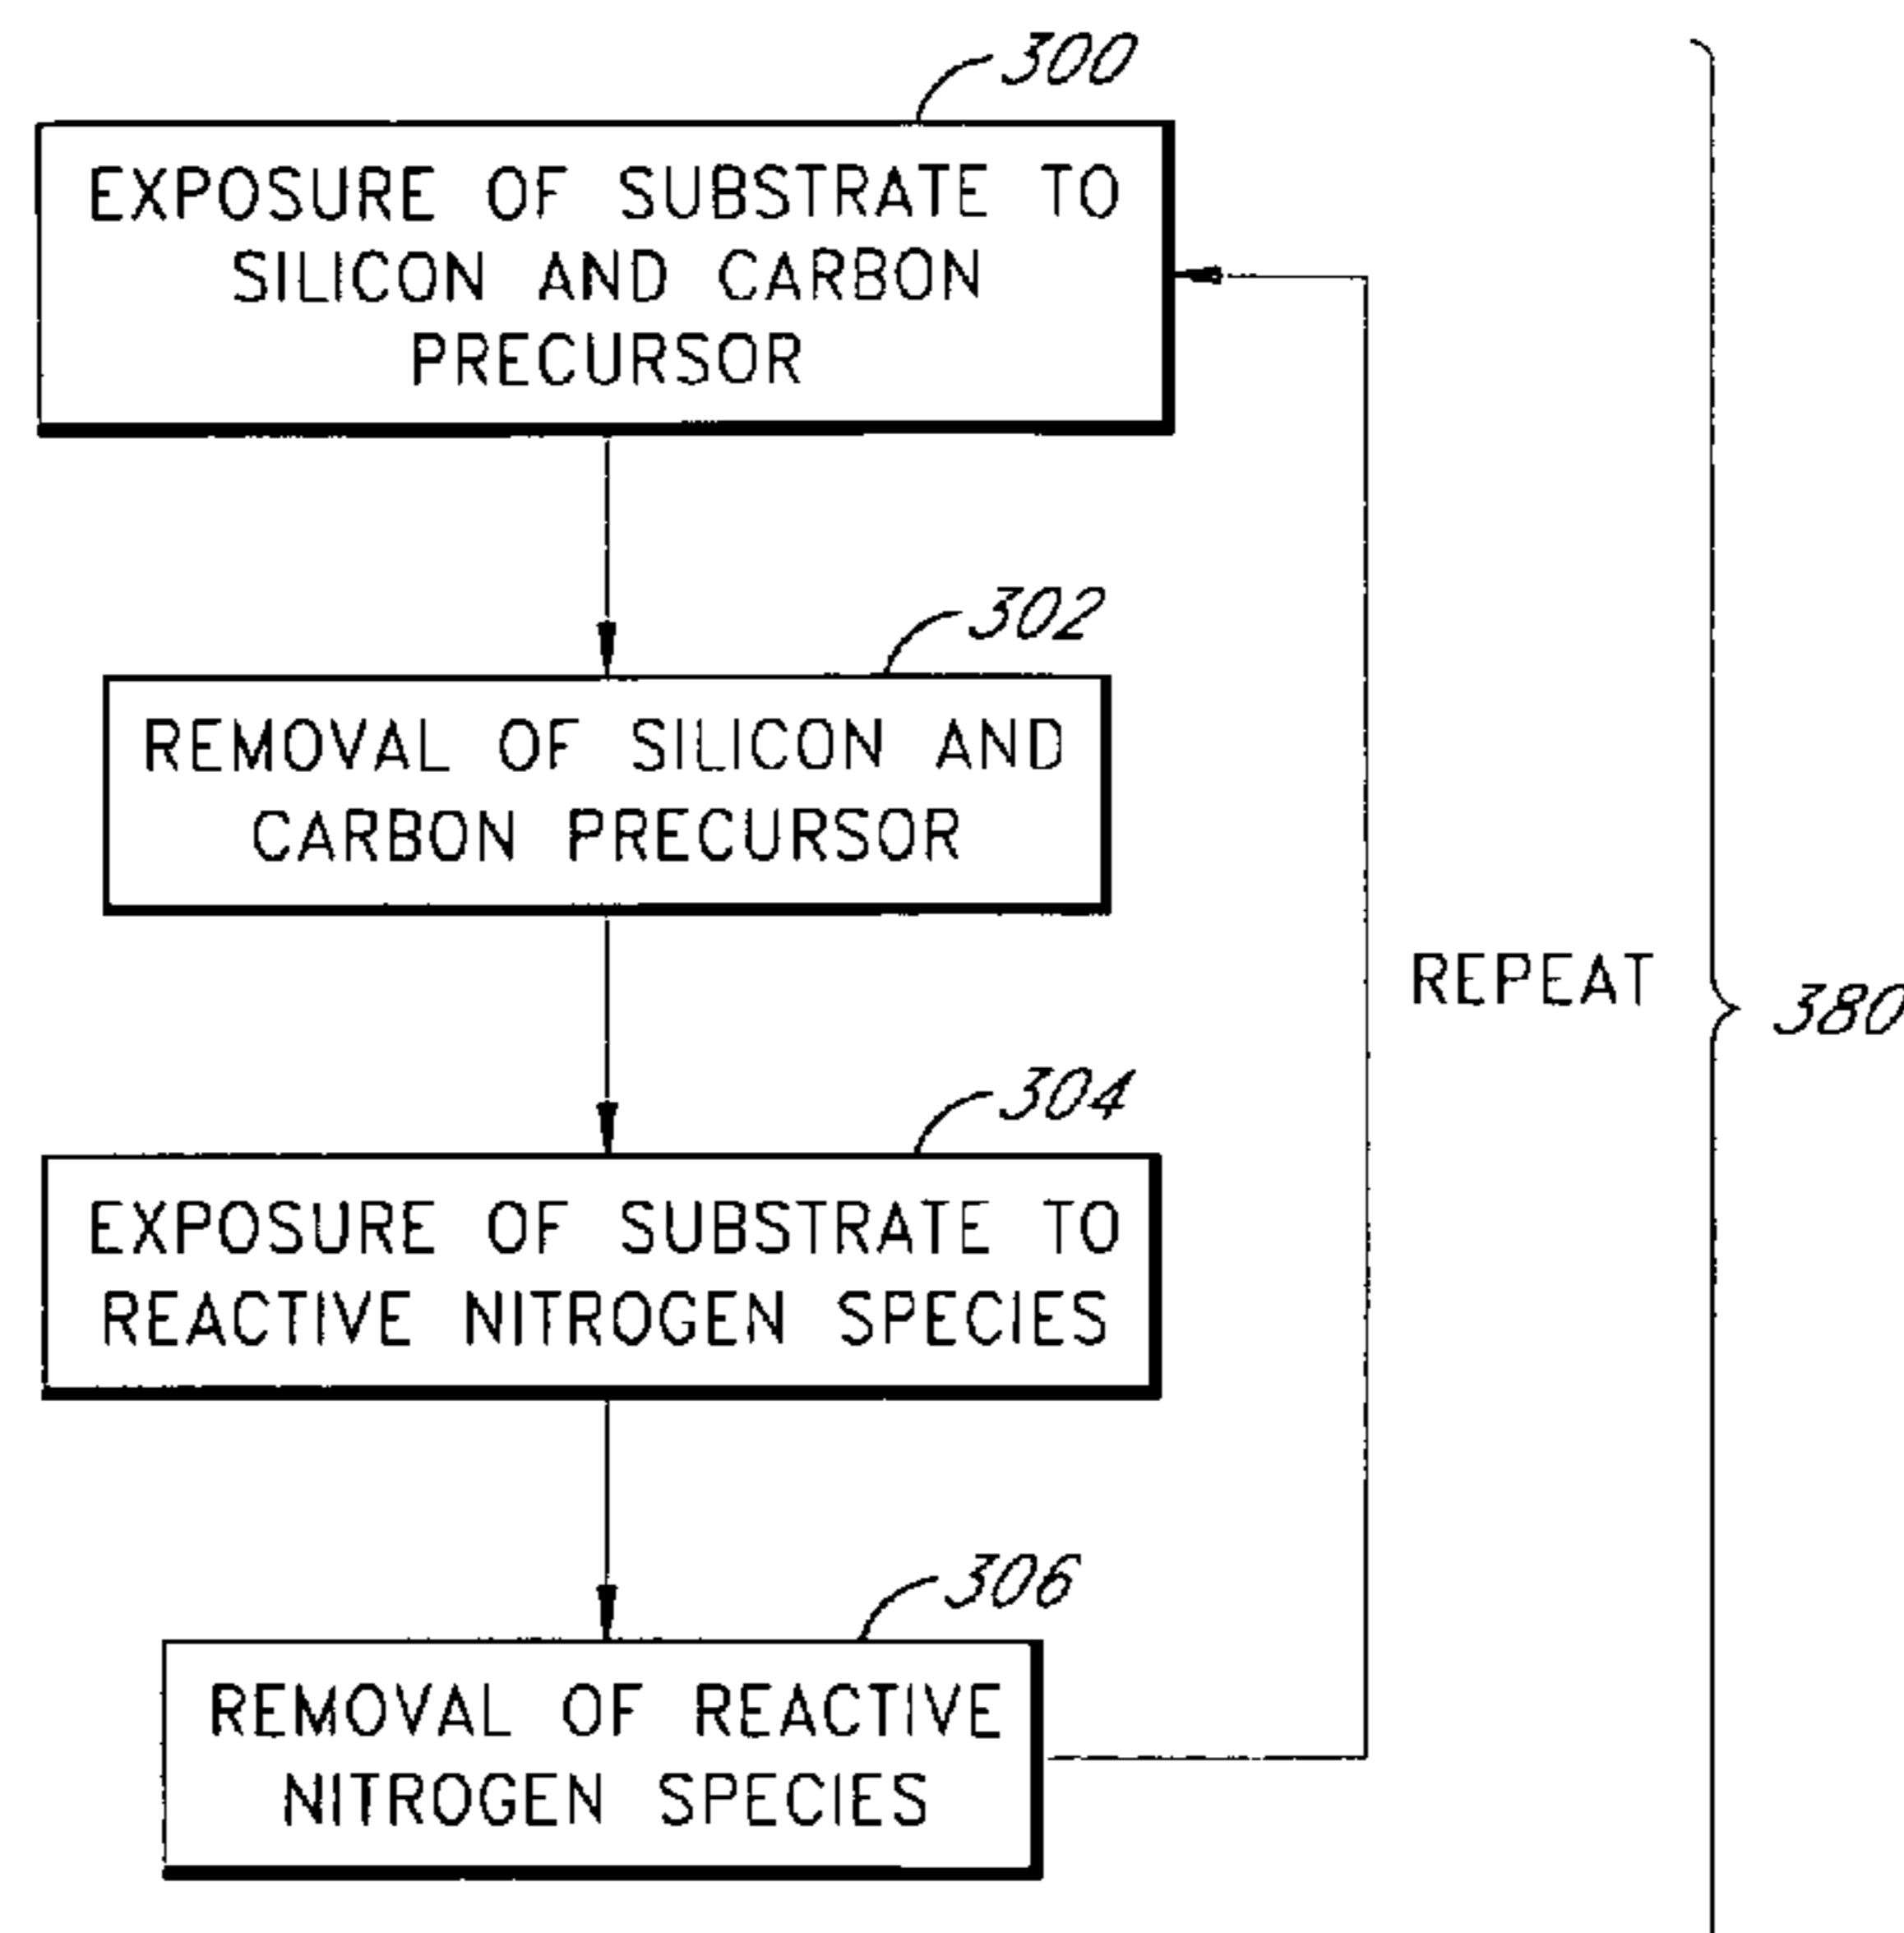 300
EXPOSURE OF SUBSTRATE TO
SILICON AND CARBON
PRECURSOR
302
REMOVAL OF SILICON AND
CARBON PRECURSOR
REPEAT
380
304
EXPOSURE OF SUBSTRATE TO
REACTIVE NITROGEN SPECIES
306
REMOVAL OF REACTIVE
NITROGEN SPECIES